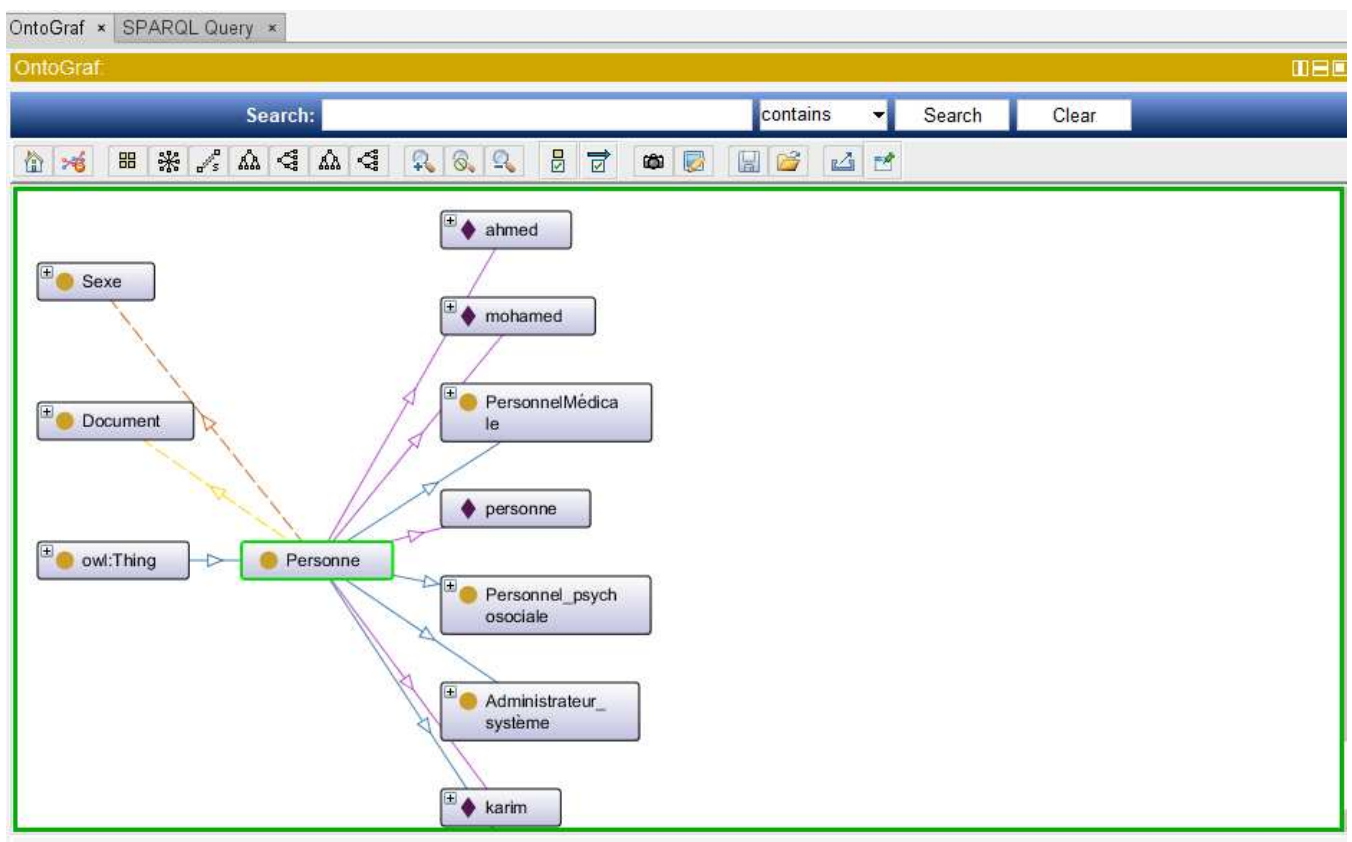 OntoGraf × SPARQL Query ×
OntoGraf:
Search: contains Search Clear
ahmed
Sexe
mohamed
PersonnelMédica
le
Document
personne
owl:Thing
Personne
Personnel_psych
osociale
Administrateur_
système
karim